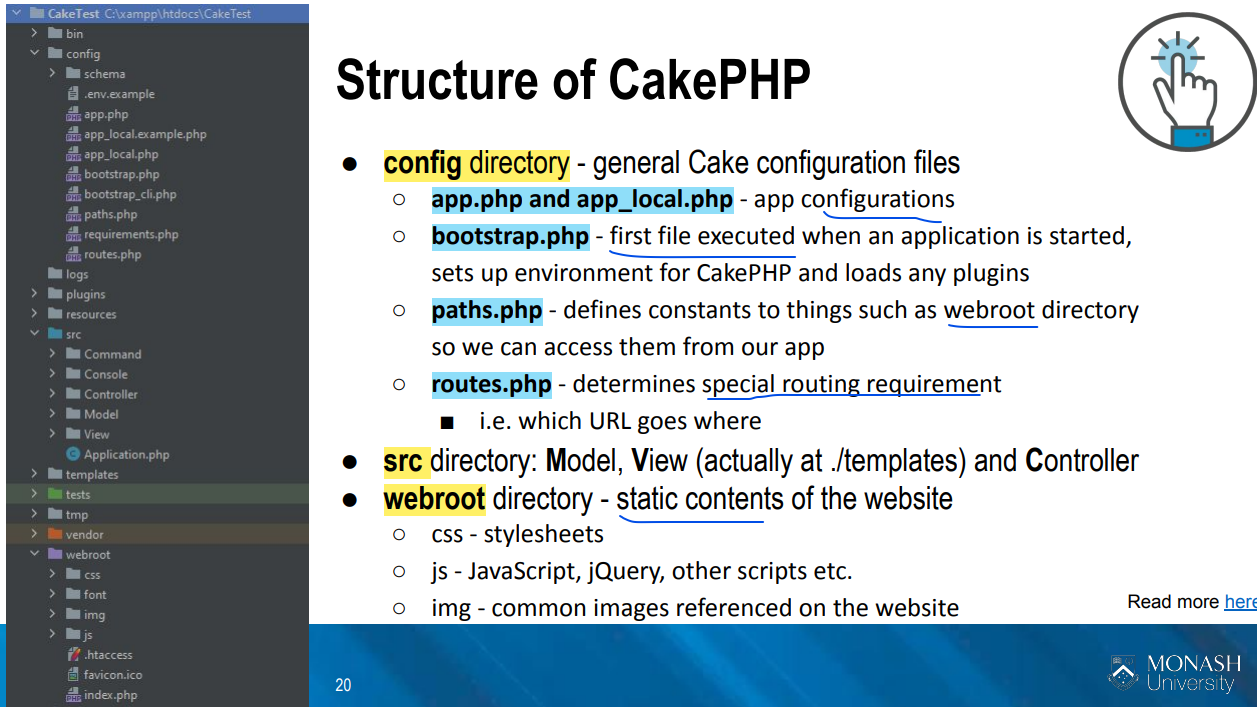 CakeTest C:\xampp\htdocs\CakeTest
bin
config
schema
.env.example
app.php
app_local.example.php
app_local.php
bootstrap.php
bootstrap_cli.php
paths.php
requirements.php
routes.php
logs
plugins
resources
src
Command
Console
Controller
Model
View
Application.php
templates
tests
tmp
vendor
webroot
css
font
img
js
.htaccess
favicon.ico
index.php
Structure of CakePHP
● config directory - general Cake configuration files
○ app.php and app_local.php - app configurations
○ bootstrap.php - first file executed when an application is started,
sets up environment for CakePHP and loads any plugins
○ paths.php - defines constants to things such as webroot directory
so we can access them from our app
○ routes.php - determines special routing requirement
■ i.e. which URL goes where
● src directory: Model, View (actually at ./templates) and Controller
● webroot directory - static contents of the website
○ css - stylesheets
○ js - JavaScript, jQuery, other scripts etc.
○ img - common images referenced on the website
Read more here
20
MONASH
University